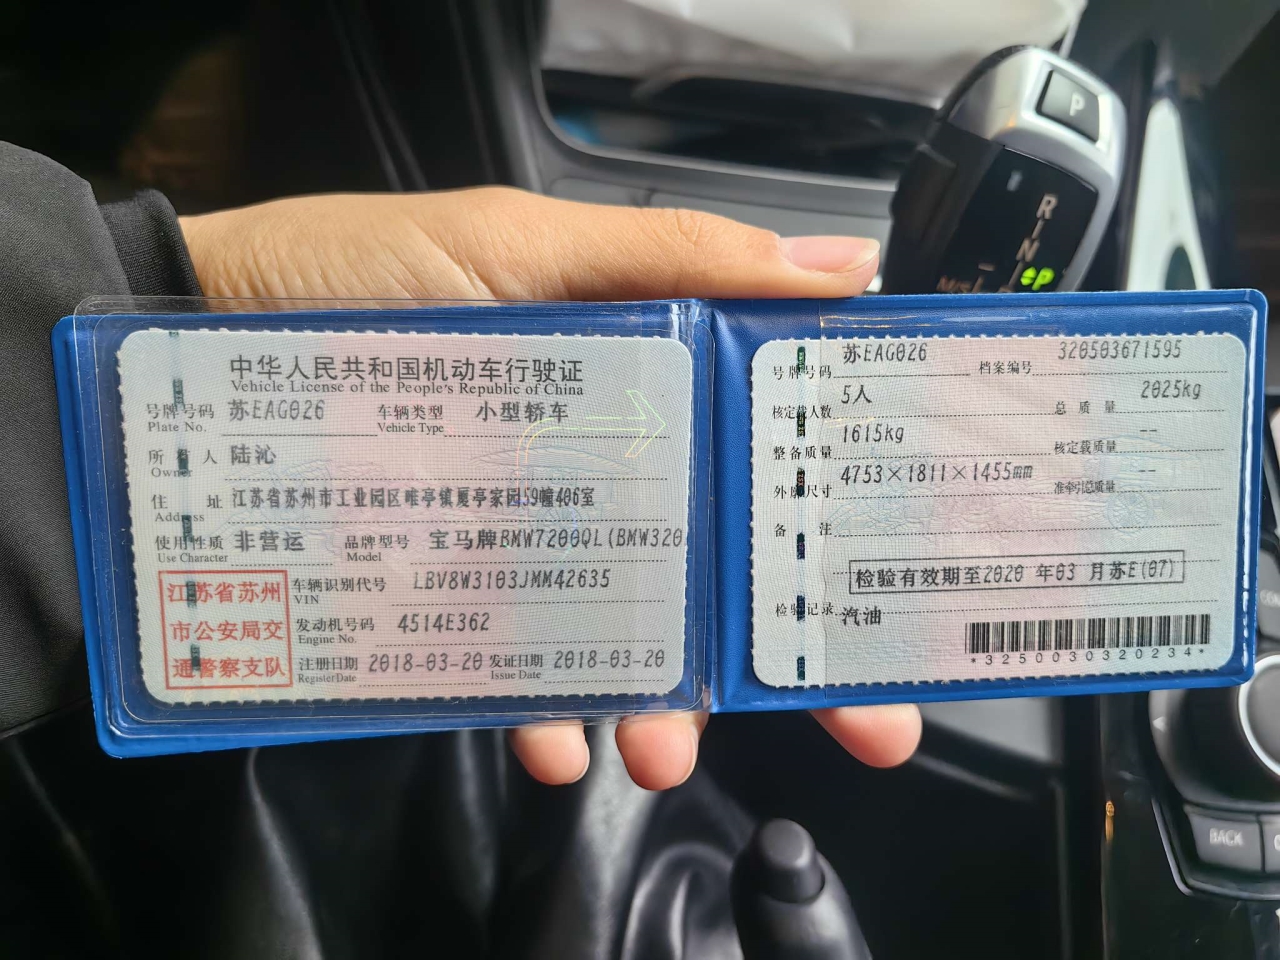 中华人民共和国机动车行驶证
Vehicle License of the People's Republic of China
号牌号码 苏EAG026 车辆类型 小型轿车
Plate No. Vehicle Type
所 人 陆沁
Owner
住 址 江苏省苏州市工业园区唯亭镇厦亭家园59幢406室
Address
使用性质 非营运 品牌型号 宝马牌BMW7200QL(BMW320
Use Character Model
江苏省苏州
市公安局交
通警察支队
车辆识别代号 LBV8W3103JMM42635
VIN
发动机号码 4514E362
Engine No.
注册日期 2018-03-20 发证日期 2018-03-20
Register Date Issue Date
号牌号码 苏EAG026 档案编号 320503671595
核定载人数 5人 总质量 2025kg
整备质量 1615kg 核定载质量 --
外廓尺寸 4753×1811×1455mm 准牵引总质量 --
备 注
检验有效期至2020 年03 月苏E(07)
检验记录 汽油
*3250030320234*
P
R
N
P
M/S
BACK